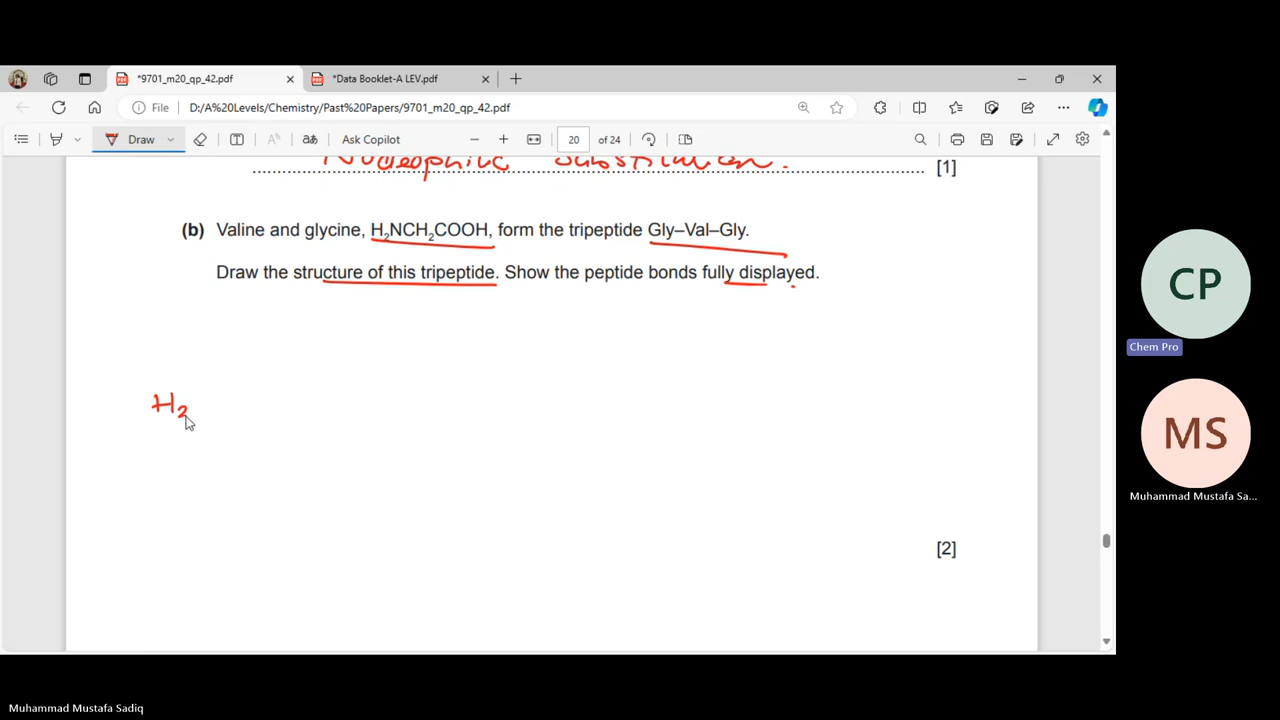 *9701_m20_qp_42.pdf
*Data Booklet-A LEV.pdf
File D:/A%20Levels/Chemistry/Past%20Papers/9701_m20_qp_42.pdf
Draw Ask Copilot 20 of 24
Nucleophilic Substitution. [1]
(b) Valine and glycine, H₂NCH₂COOH, form the tripeptide Gly–Val–Gly.
Draw the structure of this tripeptide. Show the peptide bonds fully displayed.
H₂
[2]
CP
Chem Pro
MS
Muhammad Mustafa Sa...
Muhammad Mustafa Sadiq